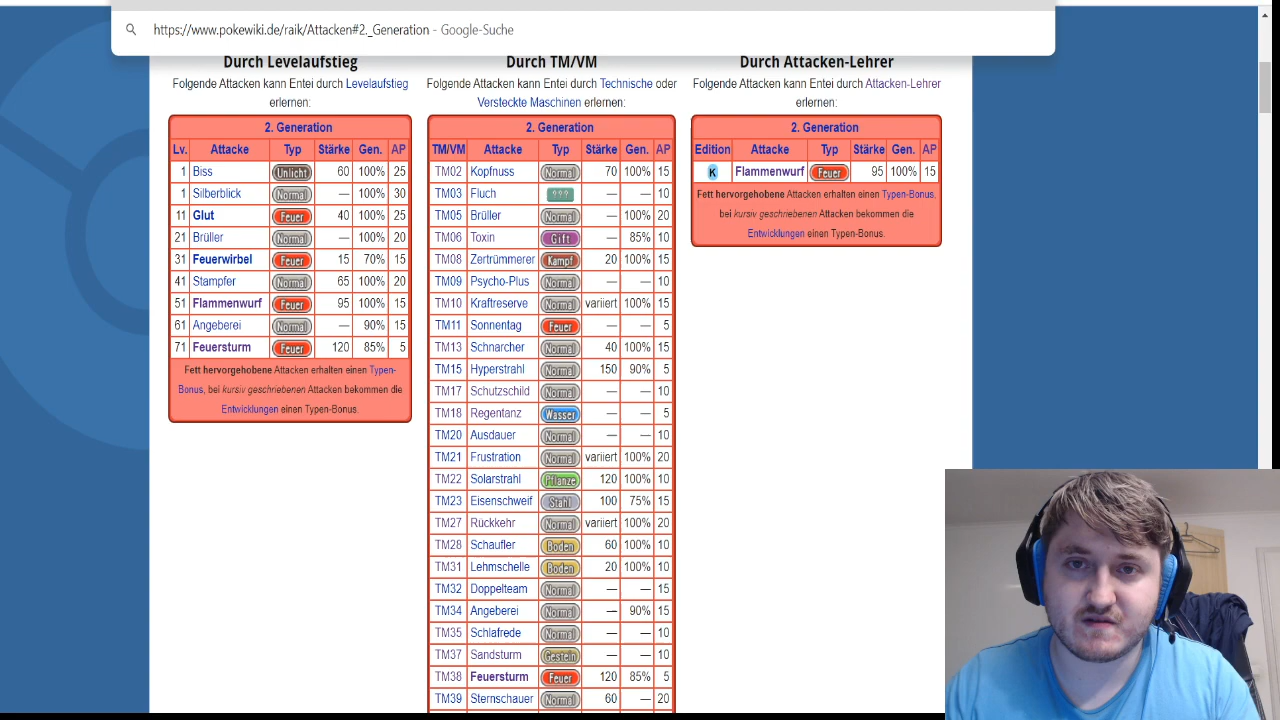 https://www.pokewiki.de/raik/Attacken#2._Generation - Google-Suche
Durch Levelaufstieg
Folgende Attacken kann Entei durch Levelaufstieg
erlernen:
2. Generation
Lv. Attacke Typ Stärke Gen. AP
1 Biss Unlicht 60 100% 25
1 Silberblick Normal — 100% 30
11 Glut Feuer 40 100% 25
21 Brüller Normal — 100% 20
31 Feuerwirbel Feuer 15 70% 15
41 Stampfer Normal 65 100% 20
51 Flammenwurf Feuer 95 100% 15
61 Angeberei Normal — 90% 15
71 Feuersturm Feuer 120 85% 5
Fett hervorgehobene Attacken erhalten einen Typen-
Bonus, bei kursiv geschriebenen Attacken bekommen die
Entwicklungen einen Typen-Bonus.
Durch TM/VM
Folgende Attacken kann Entei durch Technische oder
Versteckte Maschinen erlernen:
2. Generation
TM/VM Attacke Typ Stärke Gen. AP
TM02 Kopfnuss Normal 70 100% 15
TM03 Fluch ??? — — 10
TM05 Brüller Normal — 100% 20
TM06 Toxin Gift — 85% 10
TM08 Zertrümmerer Kampf 20 100% 15
TM09 Psycho-Plus Normal — — 10
TM10 Kraftreserve Normal variiert 100% 15
TM11 Sonnentag Feuer — — 5
TM13 Schnarcher Normal 40 100% 15
TM15 Hyperstrahl Normal 150 90% 5
TM17 Schutzschild Normal — — 10
TM18 Regentanz Wasser — — 5
TM20 Ausdauer Normal — — 10
TM21 Frustration Normal variiert 100% 20
TM22 Solarstrahl Pflanze 120 100% 10
TM23 Eisenschweif Stahl 100 75% 15
TM27 Rückkehr Normal variiert 100% 20
TM28 Schaufler Boden 60 100% 10
TM31 Lehmschelle Boden 20 100% 10
TM32 Doppelteam Normal — — 15
TM34 Angeberei Normal — 90% 15
TM35 Schlafrede Normal — — 10
TM37 Sandsturm Gestein — — 10
TM38 Feuersturm Feuer 120 85% 5
TM39 Sternschauer Normal 60 — 20
Durch Attacken-Lehrer
Folgende Attacken kann Entei durch Attacken-Lehrer
erlernen:
2. Generation
Edition Attacke Typ Stärke Gen. AP
K Flammenwurf Feuer 95 100% 15
Fett hervorgehobene Attacken erhalten einen Typen-Bonus,
bei kursiv geschriebenen Attacken bekommen die
Entwicklungen einen Typen-Bonus.